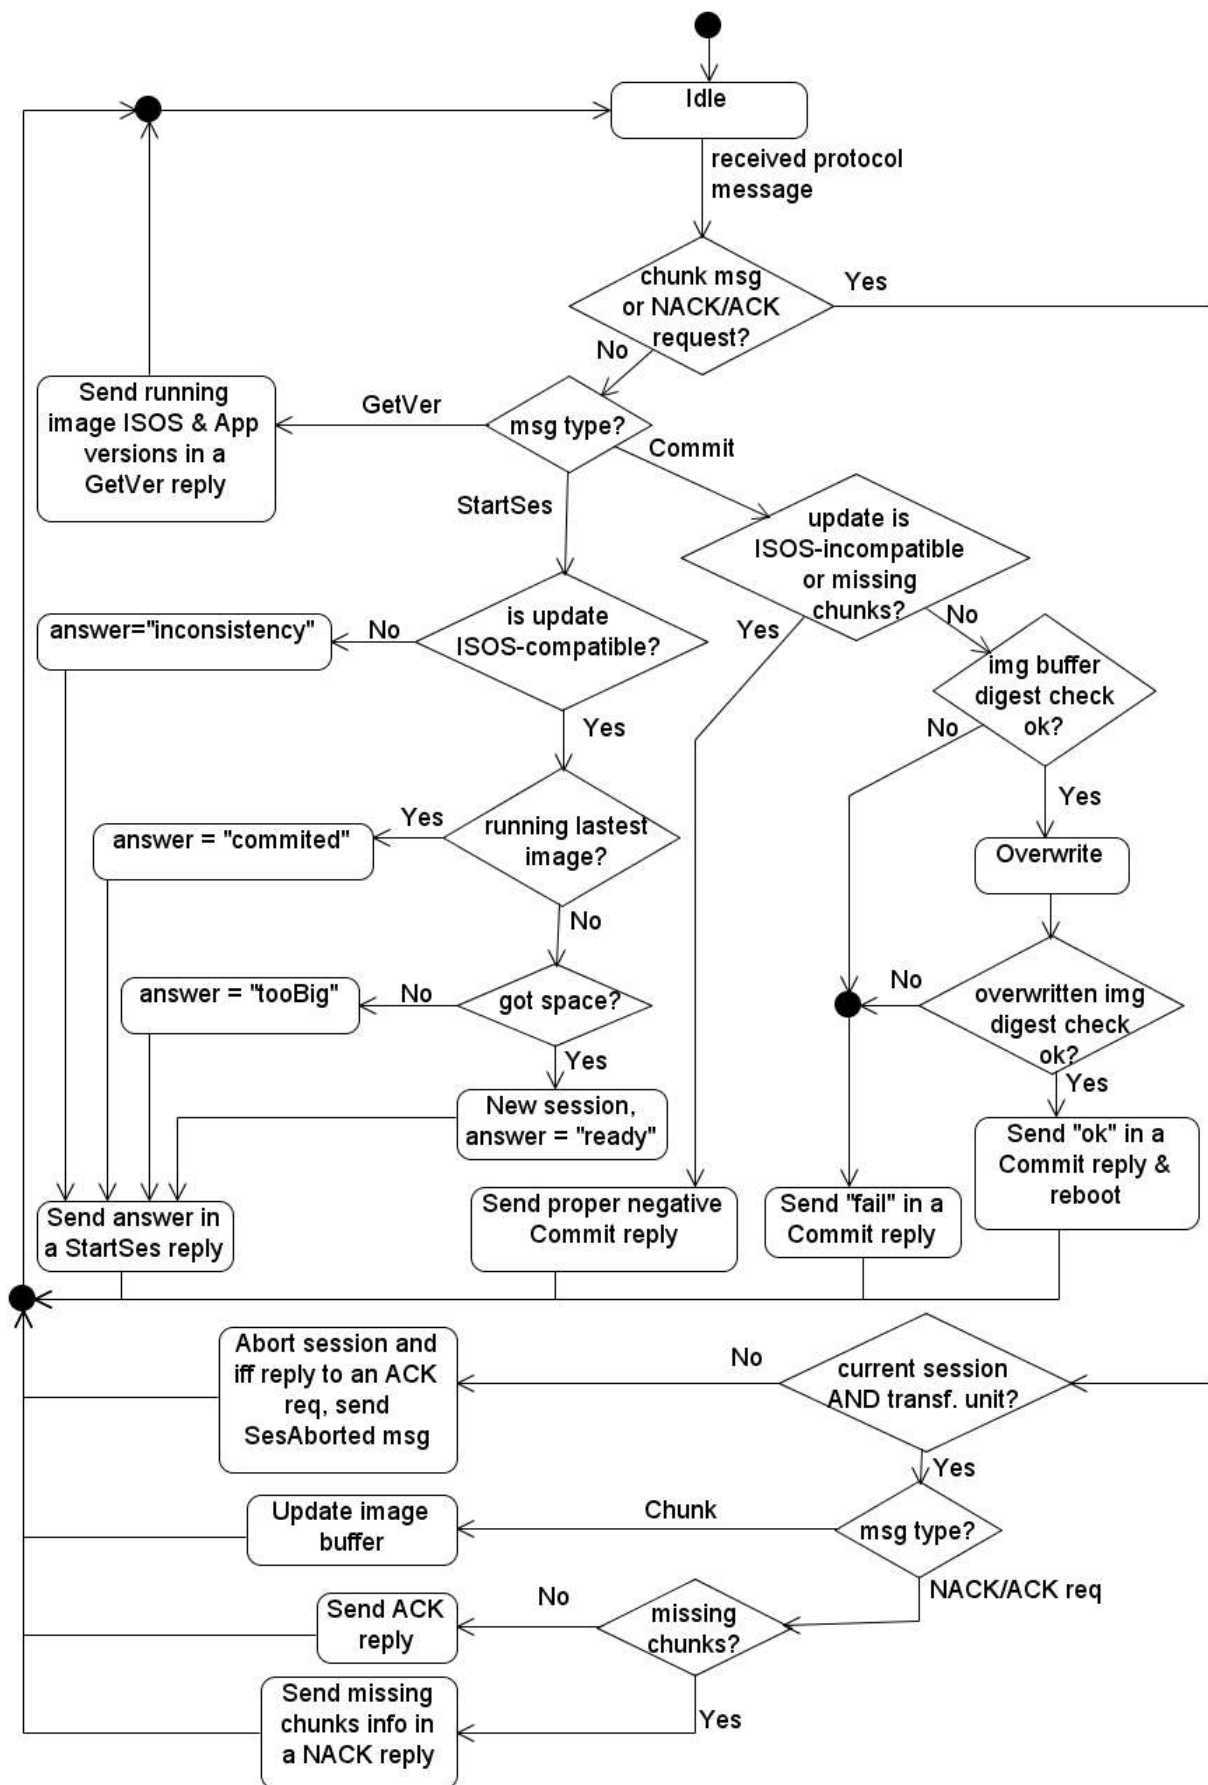 Idle
received protocol
message
chunk msg
or NACK/ACK
request?
Yes
No
Send running
image ISOS & App
versions in a
GetVer reply
GetVer
msg type?
Commit
StartSes
update is
ISOS-incompatible
or missing
chunks?
Yes
No
answer="inconsistency"
No
is update
ISOS-compatible?
img buffer
digest check
ok?
No
Yes
Yes
answer = "commited"
Yes
running lastest
image?
Overwrite
No
answer = "tooBig"
No
got space?
No
overwritten img
digest check
ok?
Yes
Yes
New session,
answer = "ready"
Send answer in
a StartSes reply
Send proper negative
Commit reply
Send "fail" in a
Commit reply
Send "ok" in a
Commit reply &
reboot
Abort session and
iff reply to an ACK
req, send
SesAborted msg
No
current session
AND transf. unit?
Yes
Update image
buffer
Chunk
msg type?
NACK/ACK req
Send ACK
reply
No
missing
chunks?
Send missing
chunks info in
a NACK reply
Yes